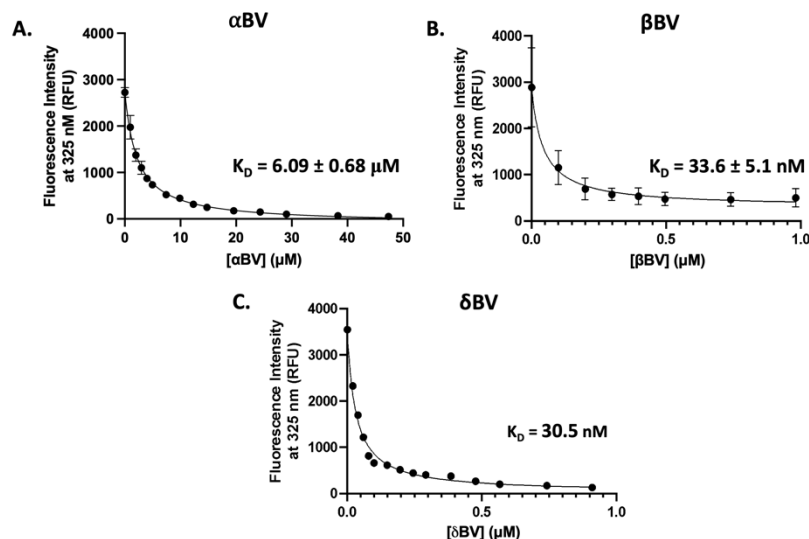 A.
αBV
Fluorescence Intensity
at 325 nM (RFU)
4000
3000
2000
1000
0
K_D = 6.09 ± 0.68 μM
0 10 20 30 40 50
[αBV] (μM)
B.
βBV
Fluorescence Intensity
at 325 nm (RFU)
4000
3000
2000
1000
0
K_D = 33.6 ± 5.1 nM
0.0 0.5 1.0
[βBV] (μM)
C.
δBV
Fluorescence Intensity
at 325 nm (RFU)
4000
3000
2000
1000
0
K_D = 30.5 nM
0.0 0.5 1.0
[δBV] (μM)